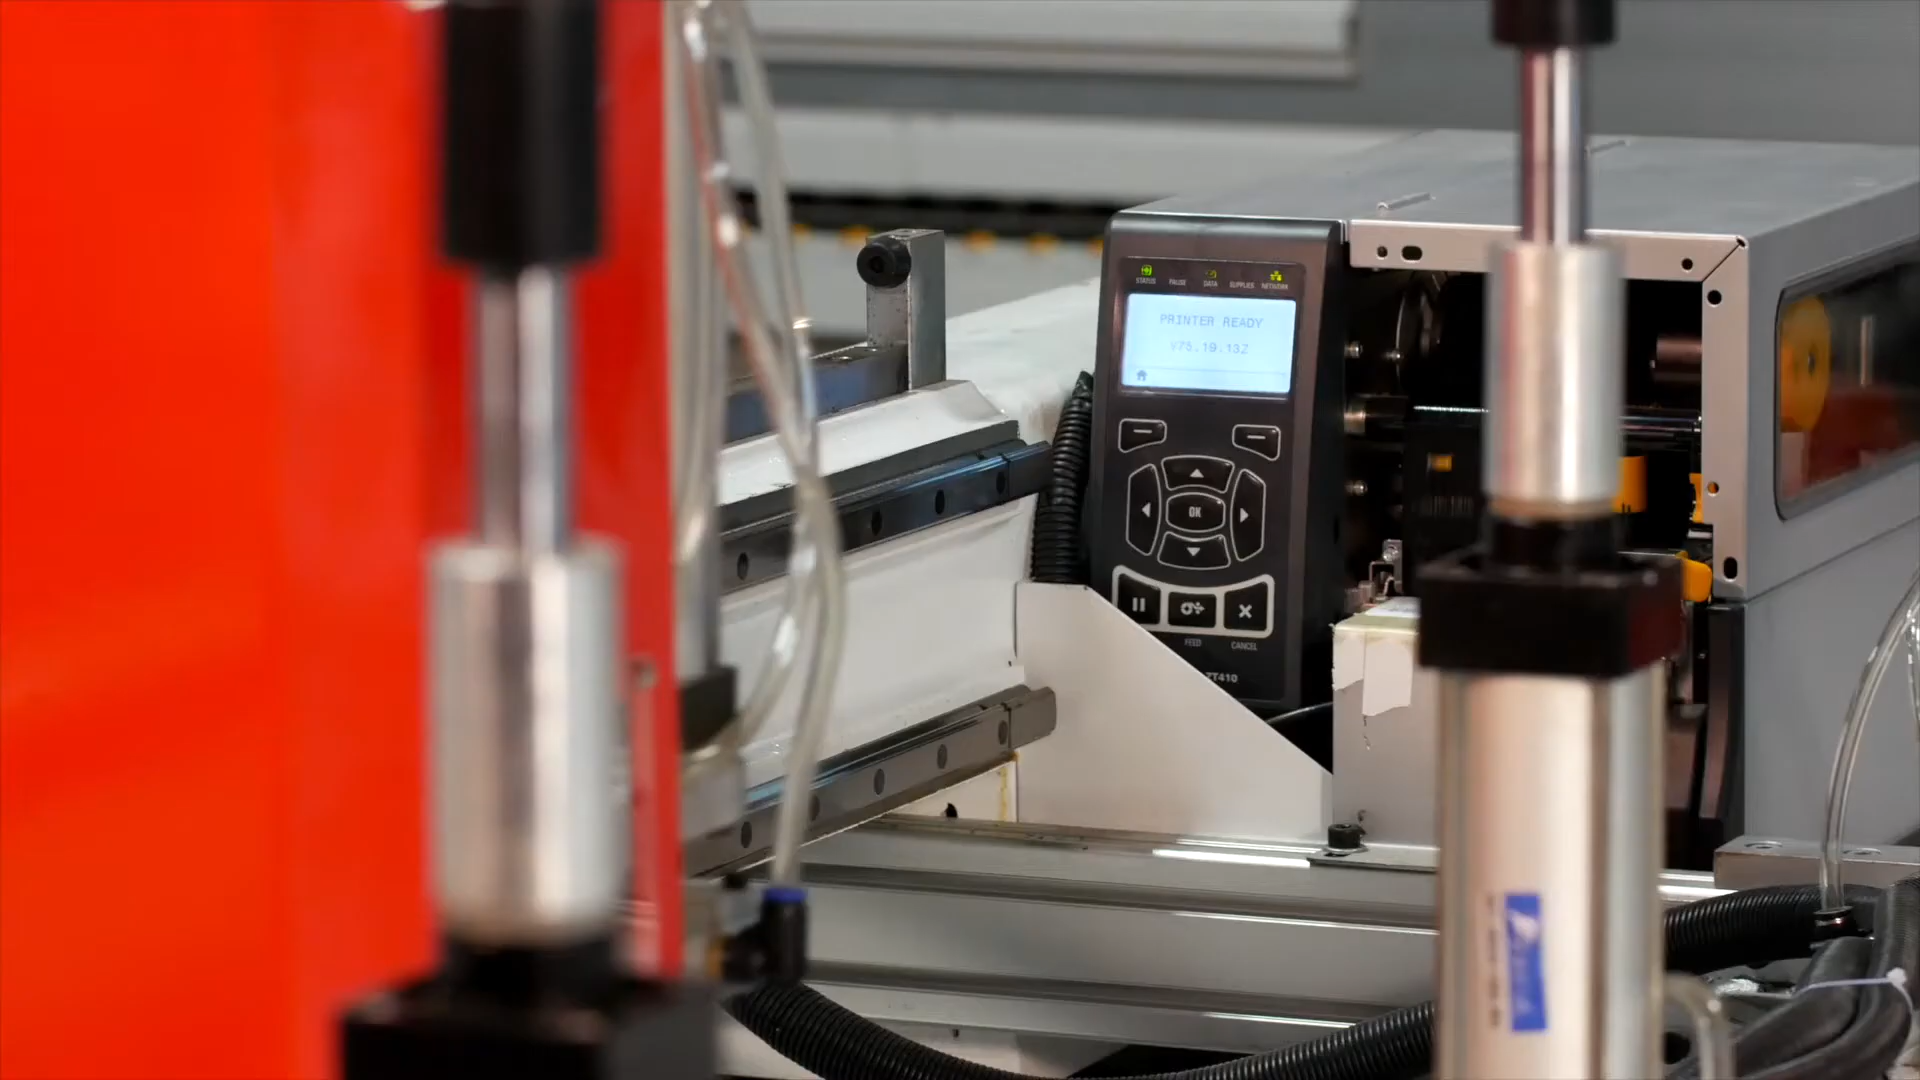 STATUS PAUSE DATA SUPPLIES NETWORK
PRINTER READY
V75.19.13Z
OK
FEED CANCEL
ZT410